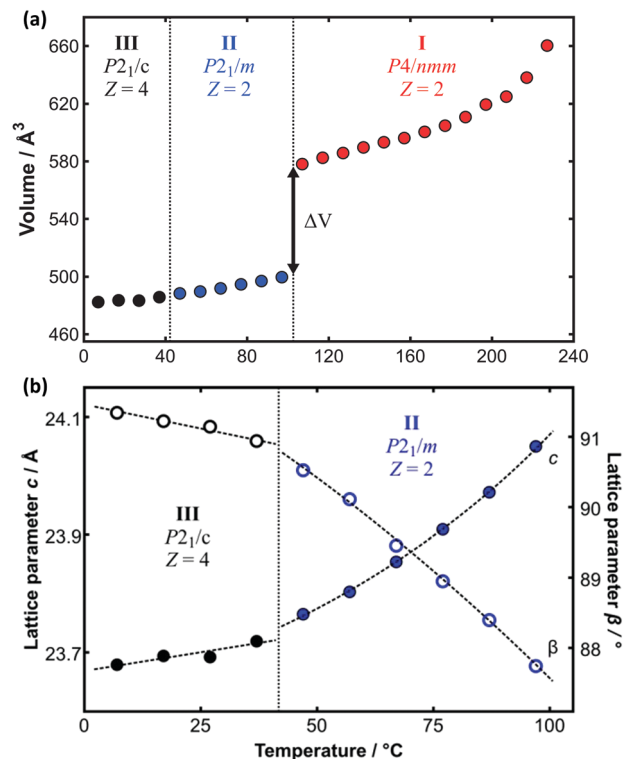 (a)
III
P2₁/c
Z = 4
II
P2₁/m
Z = 2
I
P4/nmm
Z = 2
ΔV
Volume / Å³
660
620
580
540
500
460
0 40 80 120 160 200 240
(b)
II
P2₁/m
Z = 2
III
P2₁/c
Z = 4
c
β
Lattice parameter c / Å
24.1
23.9
23.7
Lattice parameter β / °
91
90
89
88
0 25 50 75 100
Temperature / °C